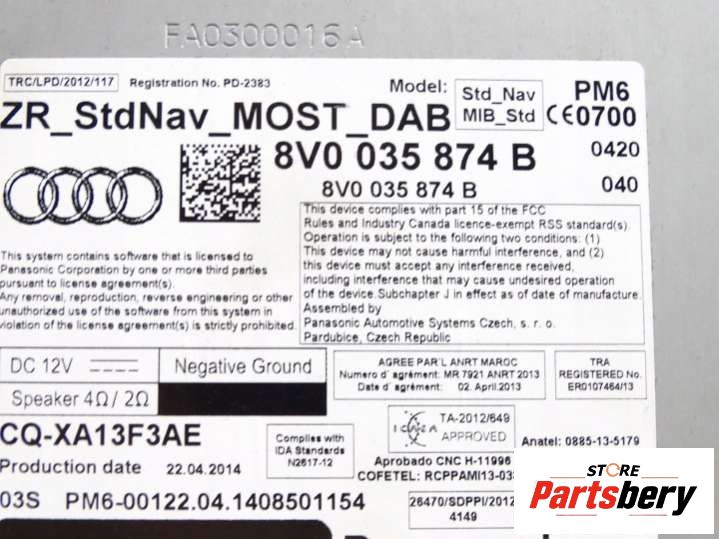 FA0300016A
TRC/LPD/2012/117
Registration No. PD-2383
Model:
Std_Nav
MIB_Std
PM6
CE0700
ZR_StdNav_MOST_DAB
8V0 035 874 B
0420
8V0 035 874 B
040
This device complies with part 15 of the FCC
Rules and Industry Canada licence-exempt RSS standard(s).
Operation is subject to the following two conditions: (1)
This device may not cause harmful interference, and (2)
this device must accept any interference received,
including interference that may cause undesired operation
of the device.Subchapter J in effect as of date of manufacture.
Assembled by
Panasonic Automotive Systems Czech, s. r. o.
Pardubice, Czech Republic
This system contains software that is licensed to
Panasonic Corporation by one or more third parties
pursuant to license agreement(s).
Any removal, reproduction, reverse engineering or other
unauthorized use of the software from this system in
violation of the license agreement(s) is strictly prohibited.
DC 12V
Negative Ground
Speaker 4Ω / 2Ω
AGREE PAR'L ANRT MAROC
Numero d´agrément: MR 7921 ANRT 2013
Date d´agrément: 02. April.2013
TRA
REGISTERED No.
ER0107464/13
CQ-XA13F3AE
Production date 22.04.2014
Complies with
IDA Standards
N2617-12
ICASA
TA-2012/649
APPROVED
Anatel: 0885-13-5179
Aprobado CNC H-11996
COFETEL: RCPPAMI13-03
03S PM6-00122.04.1408501154
26470/SDPPI/2012
4149
STORE
Partsbery